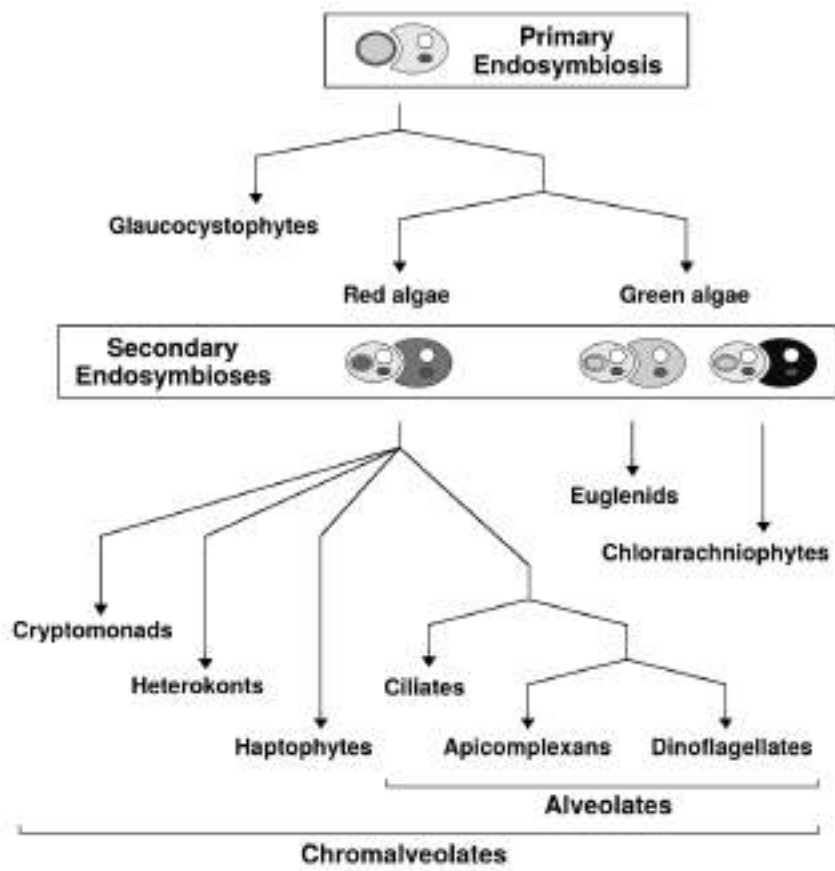 Primary
Endosymbiosis
Glaucocystophytes
Red algae
Green algae
Secondary
Endosymbioses
Euglenids
Chlorarachniophytes
Cryptomonads
Heterokonts
Ciliates
Haptophytes
Apicomplexans
Dinoflagellates
Alveolates
Chromalveolates